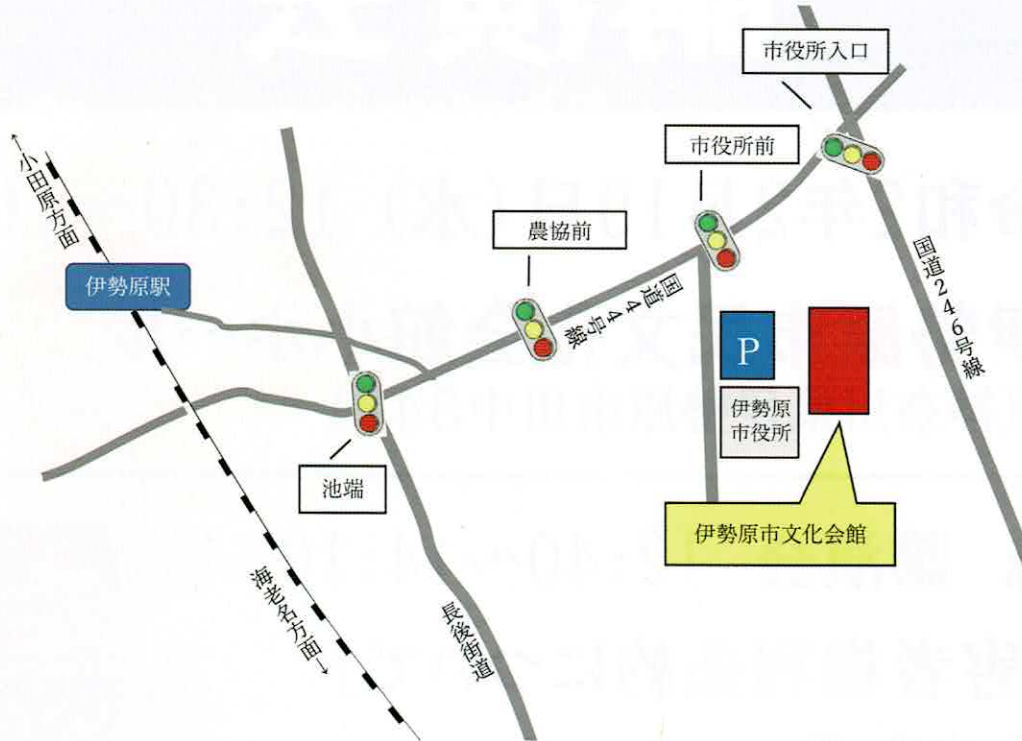 市役所入口
市役所前
←小田原方面
農協前
伊勢原駅
国道44号線
国道246号線
P
伊勢原
市役所
池端
伊勢原市文化会館
海老名方面→
長後街道